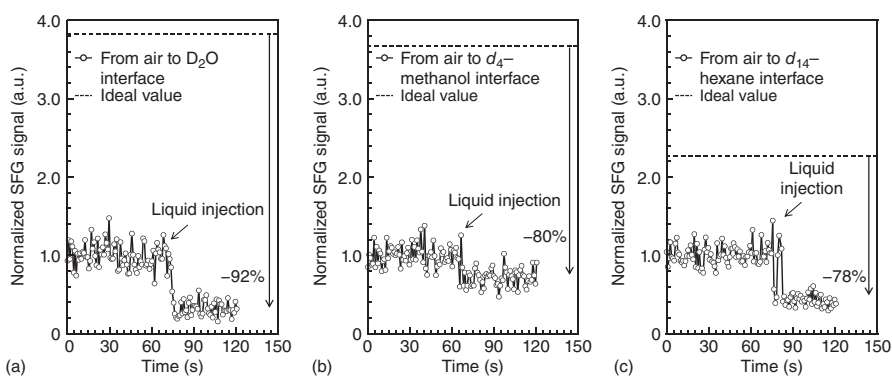 4.0
3.0
2.0
1.0
0
Normalized SFG signal (a.u.)
From air to D₂O
interface
Ideal value
Liquid injection
–92%
0 30 60 90 120 150
Time (s)
(a)
4.0
3.0
2.0
1.0
0
Normalized SFG signal (a.u.)
From air to d₄–
methanol interface
Ideal value
Liquid injection
–80%
0 30 60 90 120 150
Time (s)
(b)
4.0
3.0
2.0
1.0
0
Normalized SFG signal (a.u.)
From air to d₁₄–
hexane interface
Ideal value
Liquid
injection
–78%
0 30 60 90 120 150
Time (s)
(c)